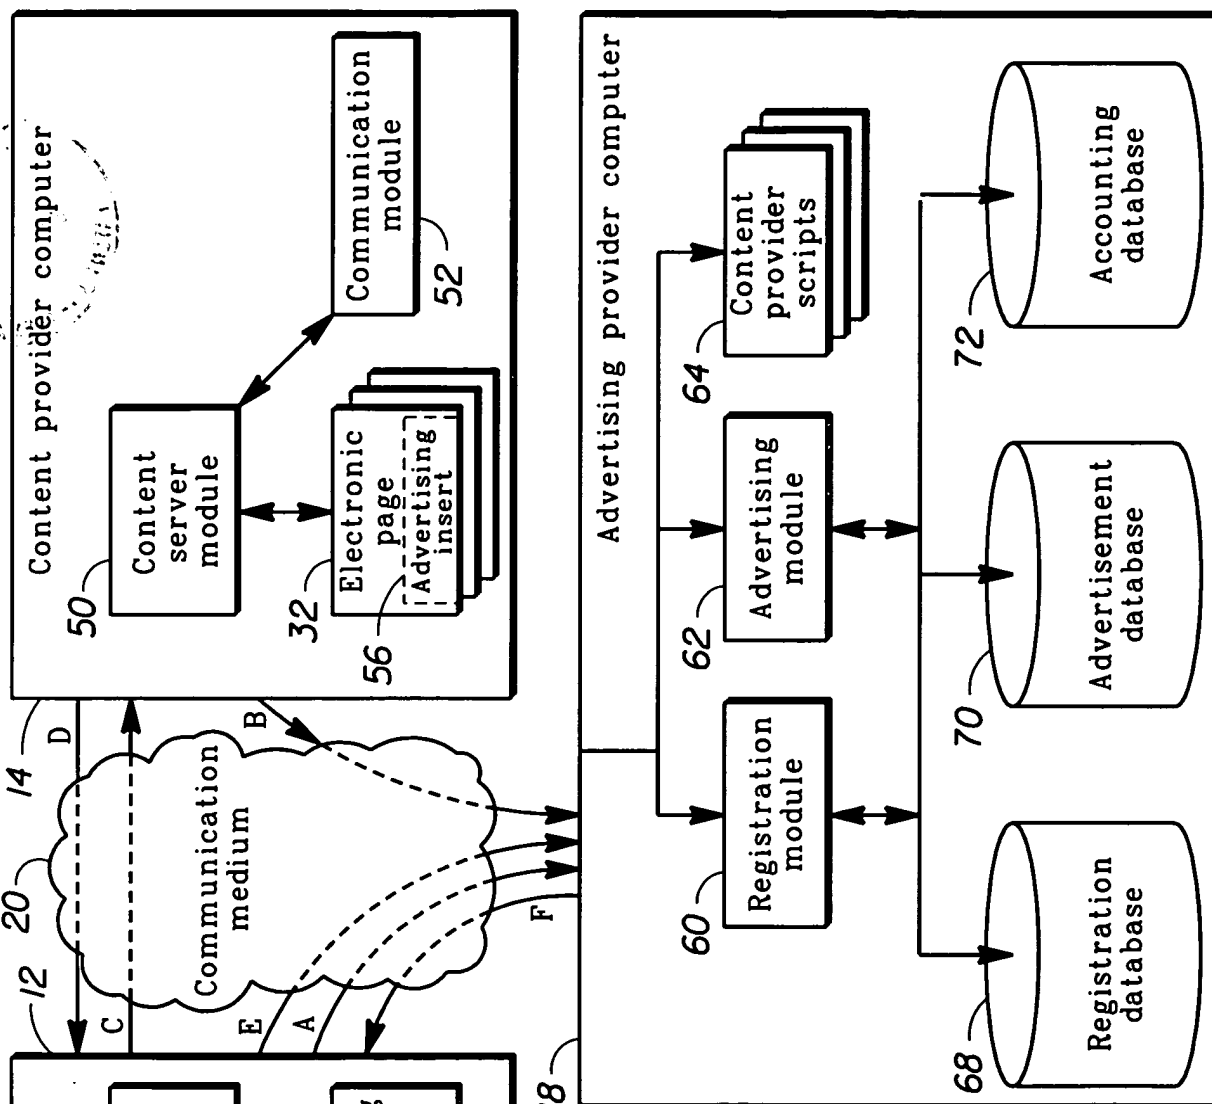 Content provider computer
14
50
Content
server
module
Communication
module
52
32
Electronic
page
56
Advertising
insert
D
C
B
20
Communication
medium
12
E
A
F
Advertising provider computer
60
Registration
module
62
Advertising
module
64
Content
provider
scripts
68
Registration
database
70
Advertisement
database
72
Accounting
database